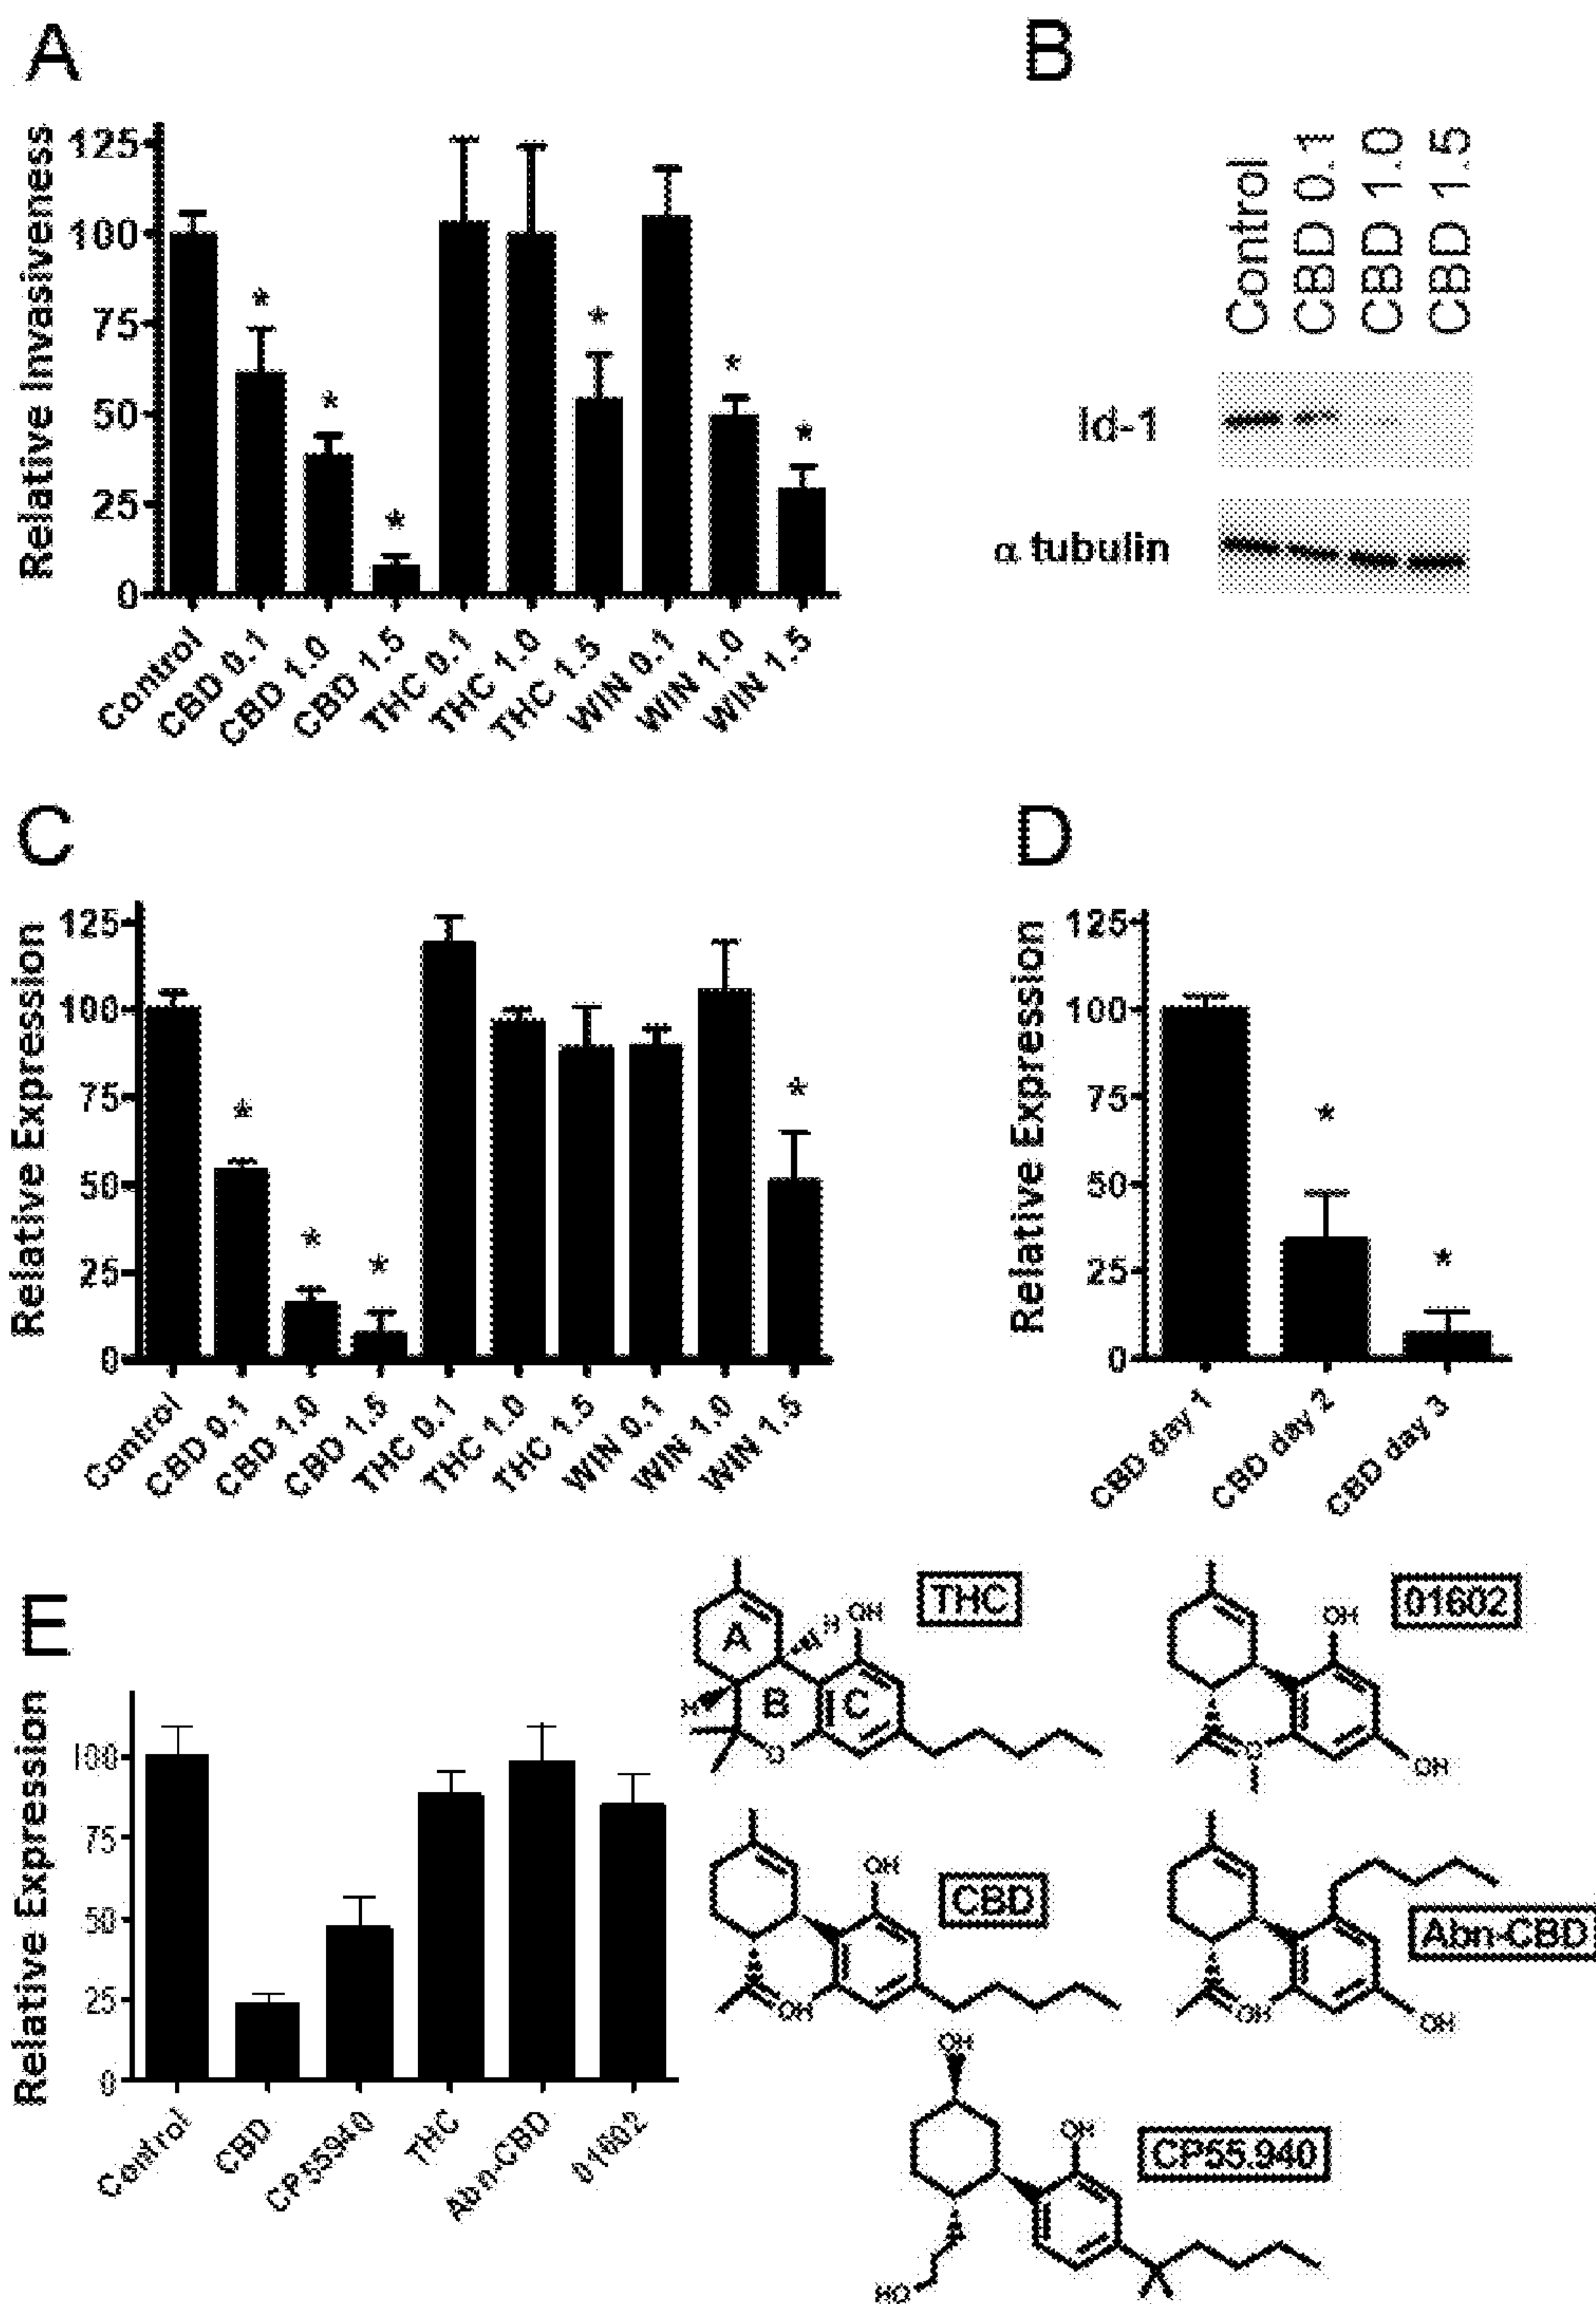 A
Relative Invasiveness
125
100
75
50
25
0
* * * * * *
Control
CBD 0.1
CBD 1.0
CBD 1.5
THC 0.1
THC 1.0
THC 1.5
WIN 0.1
WIN 1.0
WIN 1.5
B
Control
CBD 0.1
CBD 1.0
CBD 1.5
Id-1
α tubulin
C
Relative Expression
125
100
75
50
25
0
* * * *
Control
CBD 0.1
CBD 1.0
CBD 1.5
THC 0.1
THC 1.0
THC 1.5
WIN 0.1
WIN 1.0
WIN 1.5
D
Relative Expression
125
100
75
50
25
0
* *
CBD day 1
CBD day 2
CBD day 3
E
Relative Expression
100
75
50
25
0
Control
CBD
CP55940
THC
Abn-CBD
01602
THC
A
B
C
H
OH
H
O
01602
OH
O
OH
CBD
OH
OH
Abn-CBD
OH
OH
CP55.940
OH
OH
HO